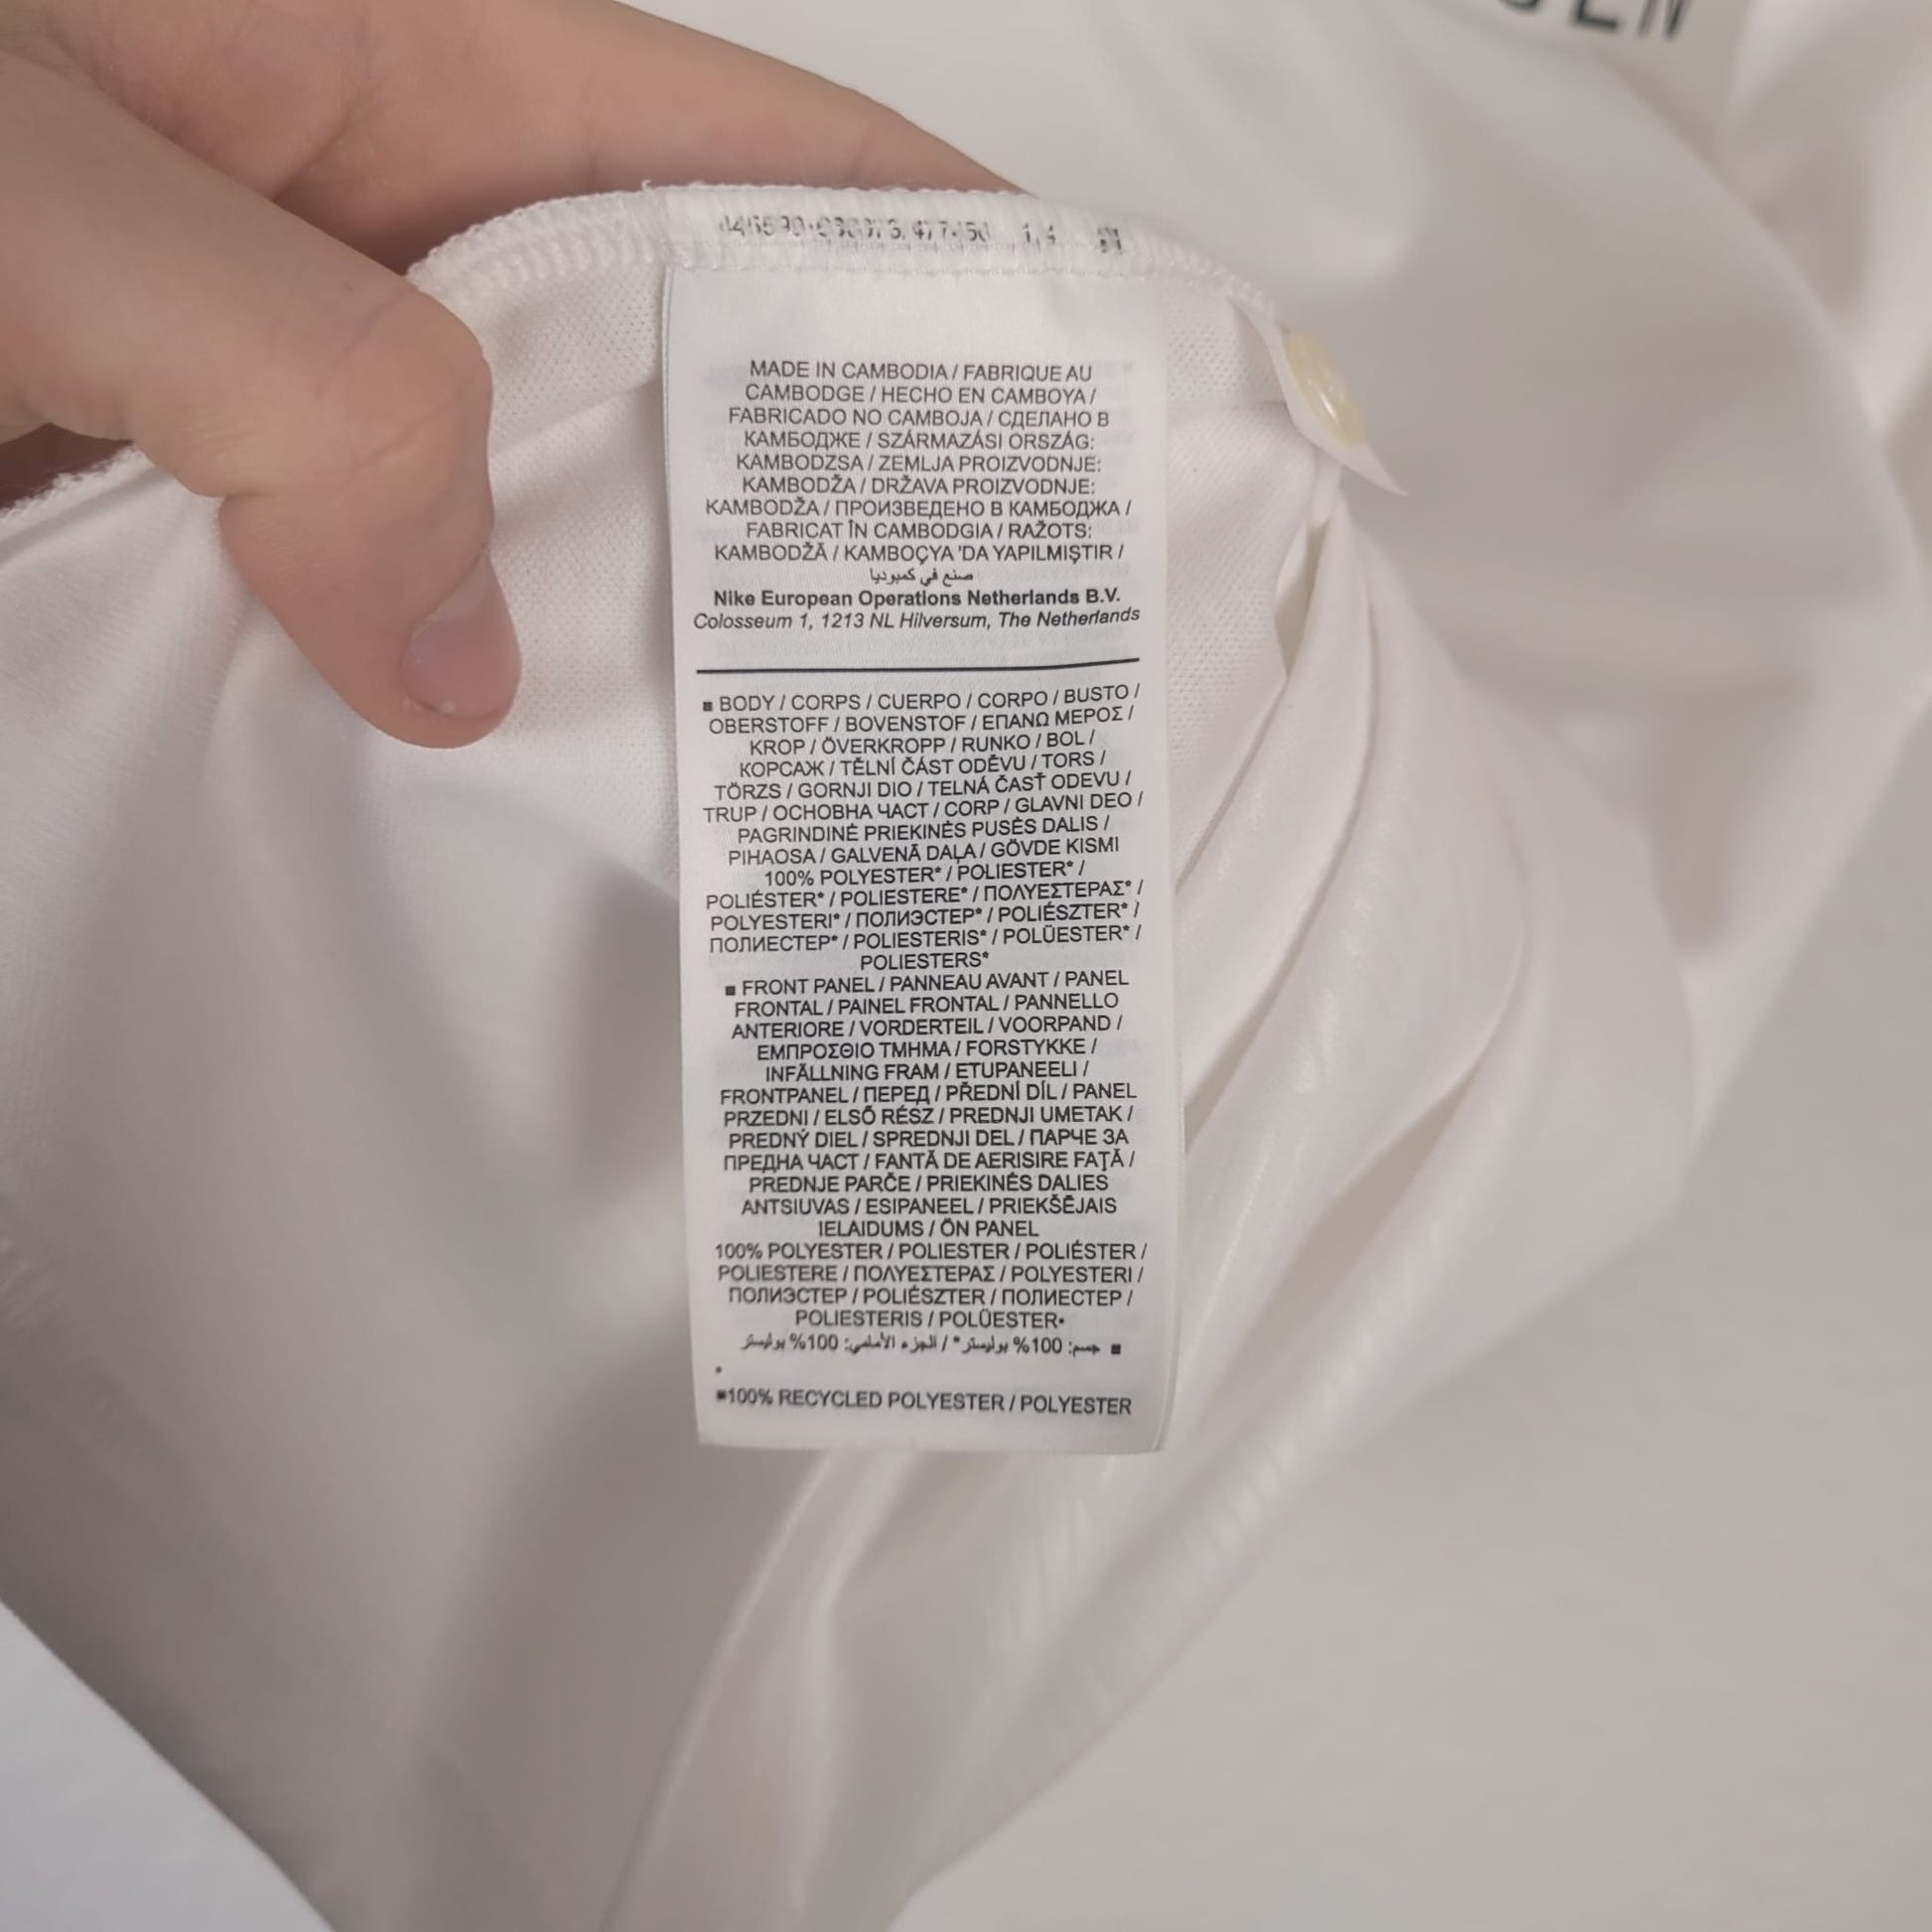 MADE IN CAMBODIA / FABRIQUE AU
CAMBODGE / HECHO EN CAMBOYA /
FABRICADO NO CAMBOJA / СДЕЛАНО В
КАМБОДЖЕ / SZÁRMAZÁSI ORSZÁG:
KAMBODZSA / ZEMLJA PROIZVODNJE:
KAMBODŽA / DRŽAVA PROIZVODNJE:
KAMBODŽA / ПРОИЗВЕДЕНО В КАМБОДЖА /
FABRICAT ÎN CAMBODGIA / RAŽOTS:
KAMBODŽĀ / KAMBOÇYA 'DA YAPILMIŞTIR /
صنع في كمبوديا
Nike European Operations Netherlands B.V.
Colosseum 1, 1213 NL Hilversum, The Netherlands
■ BODY / CORPS / CUERPO / CORPO / BUSTO /
OBERSTOFF / BOVENSTOF / ΕΠΑΝΩ ΜΕΡΟΣ /
KROP / ÖVERKROPP / RUNKO / BOL /
КОРСАЖ / TĚLNÍ ČÁST ODĚVU / TORS /
TÖRZS / GORNJI DIO / TELNÁ ČASŤ ODEVU /
TRUP / ОСНОВНА ЧАСТ / CORP / GLAVNI DEO /
PAGRINDINĖ PRIEKINĖS PUSĖS DALIS /
PIHAOSA / GALVENĀ DAĻA / GÖVDE KISMI
100% POLYESTER* / POLIESTER* /
POLIÉSTER* / POLIESTERE* / ΠΟΛΥΕΣΤΕΡΑΣ* /
POLYESTERI* / ПОЛИЭСТЕР* / POLIÉSZTER* /
ПОЛИЕСТЕР* / POLIESTERIS* / POLÜESTER* /
POLIESTERS*
■ FRONT PANEL / PANNEAU AVANT / PANEL
FRONTAL / PAINEL FRONTAL / PANNELLO
ANTERIORE / VORDERTEIL / VOORPAND /
ΕΜΠΡΟΣΘΙΟ ΤΜΗΜΑ / FORSTYKKE /
INFÄLLNING FRAM / ETUPANEELI /
FRONTPANEL / ПЕРЕД / PŘEDNÍ DÍL / PANEL
PRZEDNI / ELSŐ RÉSZ / PREDNJI UMETAK /
PREDNÝ DIEL / SPREDNJI DEL / ПАРЧЕ ЗА
ПРЕДНА ЧАСТ / FANTĂ DE AERISIRE FAŢĂ /
PREDNJE PARČE / PRIEKINĖS DALIES
ANTSIUVAS / ESIPANEEL / PRIEKŠĒJAIS
IELAIDUMS / ÖN PANEL
100% POLYESTER / POLIESTER / POLIÉSTER /
POLIESTERE / ΠΟΛΥΕΣΤΕΡΑΣ / POLYESTERI /
ПОЛИЭСТЕР / POLIÉSZTER / ПОЛИЕСТЕР /
POLIESTERIS / POLÜESTER•
■ جسم: 100% بوليستر* / الجزء الأمامي: 100% بوليستر
*
■100% RECYCLED POLYESTER / POLYESTER